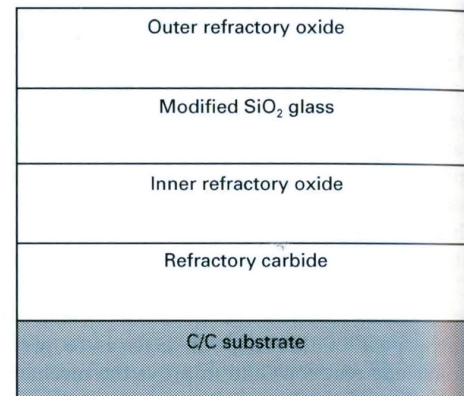 Outer refractory oxide
Modified SiO₂ glass
Inner refractory oxide
Refractory carbide
C/C substrate